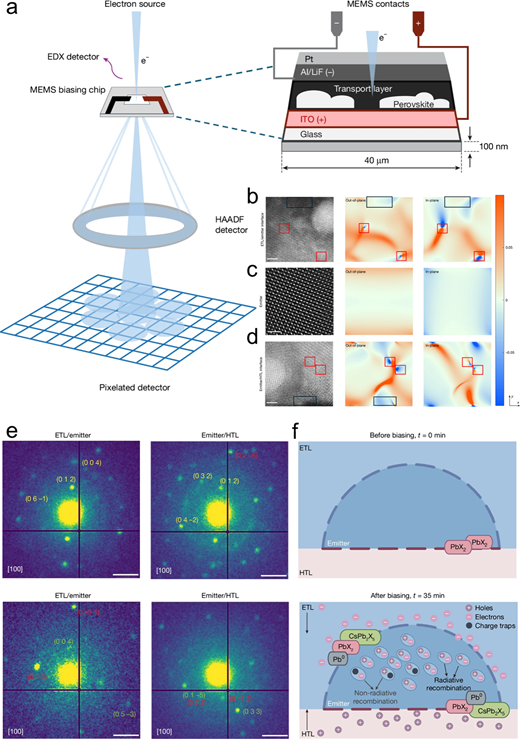 a
Electron source
EDX detector
e⁻
MEMS biasing chip
HAADF
detector
Pixelated detector
MEMS contacts
−
+
e⁻
Pt
Al/LiF (−)
Transport layer
Perovskite
ITO (+)
Glass
100 nm
40 μm
b
ETL/emitter interface
Out-of-plane
In-plane
c
Emitter
Out-of-plane
In-plane
d
Emitter/HTL interface
Out-of-plane
In-plane
0.05
0
−0.05
e
ETL/emitter
(0 0 4)
(0 1 2)
(0 6 −1)
[100]
Emitter/HTL
(0 3 2)
(0 1 2)
(0 4 −2)
[100]
ETL/emitter
(0 0 4)
(0 5 −3)
[100]
Emitter/HTL
(0 1 −5)
(0 3 3)
[100]
f
Before biasing, t = 0 min
ETL
Emitter
PbX₂
PbX₂
HTL
After biasing, t = 35 min
ETL
Holes
Electrons
Charge traps
CsPb₂X₅
PbX₂
Pb⁰
Non-radiative
recombination
Radiative
recombination
Pb⁰
Emitter
PbX₂
CsPb₂X₅
HTL